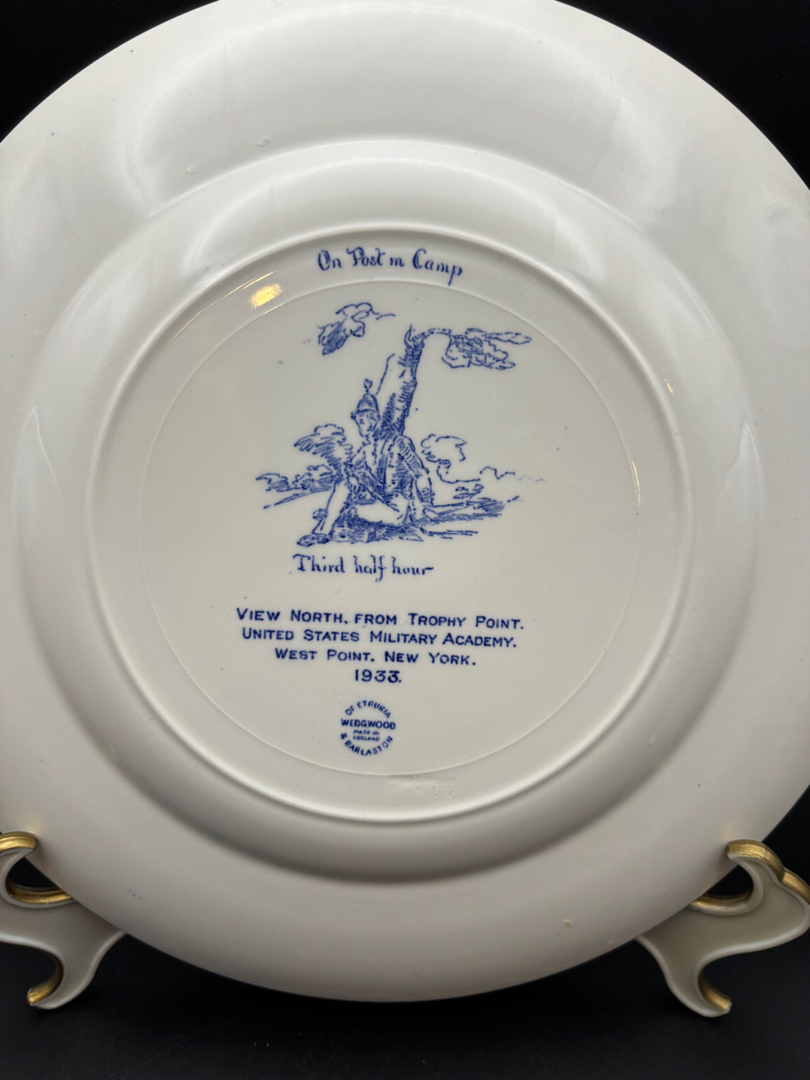 On Post in Camp
Third half hour
VIEW NORTH, FROM TROPHY POINT.
UNITED STATES MILITARY ACADEMY.
WEST POINT. NEW YORK.
1933.
OF ETRURIA
WEDGWOOD
MADE IN
ENGLAND
& BARLASTON